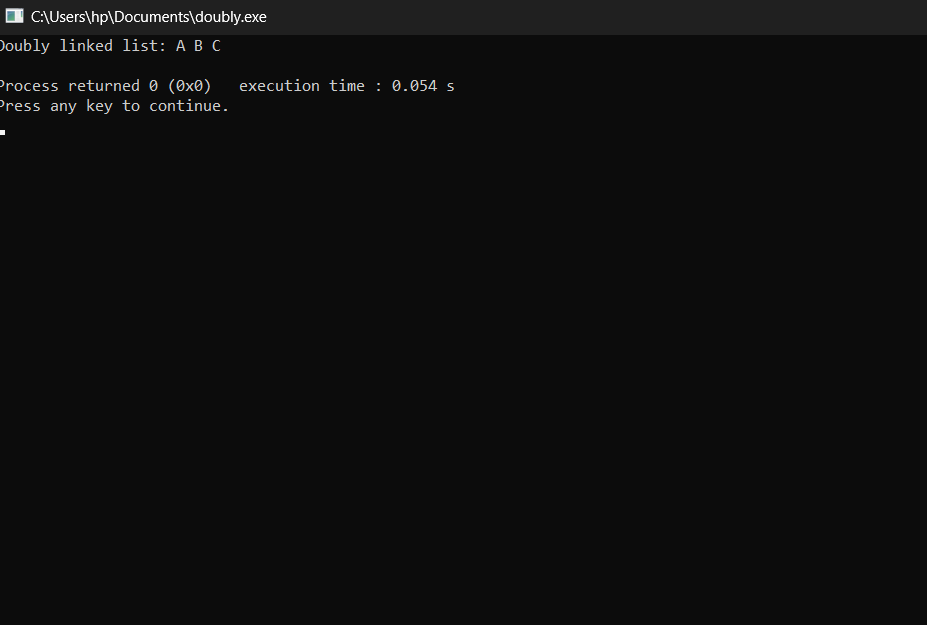 C:\Users\hp\Documents\doubly.exe
Doubly linked list: A B C
Process returned 0 (0x0)   execution time : 0.054 s
Press any key to continue.